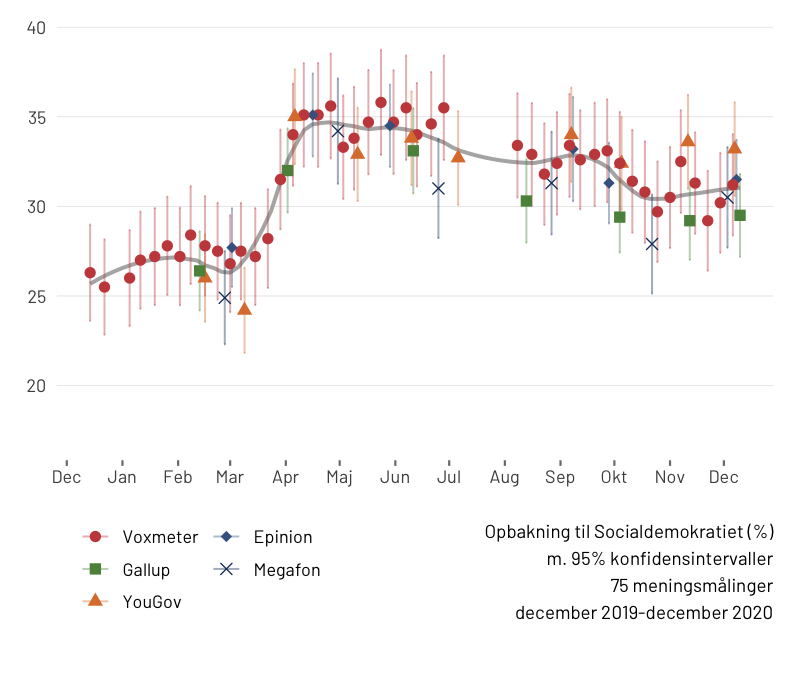 40
35
30
25
20
Dec Jan Feb Mar Apr Maj Jun Jul Aug Sep Okt Nov Dec
Voxmeter Epinion
Gallup Megafon
YouGov
Opbakning til Socialdemokratiet (%)
m. 95% konfidensintervaller
75 meningsmålinger
december 2019-december 2020